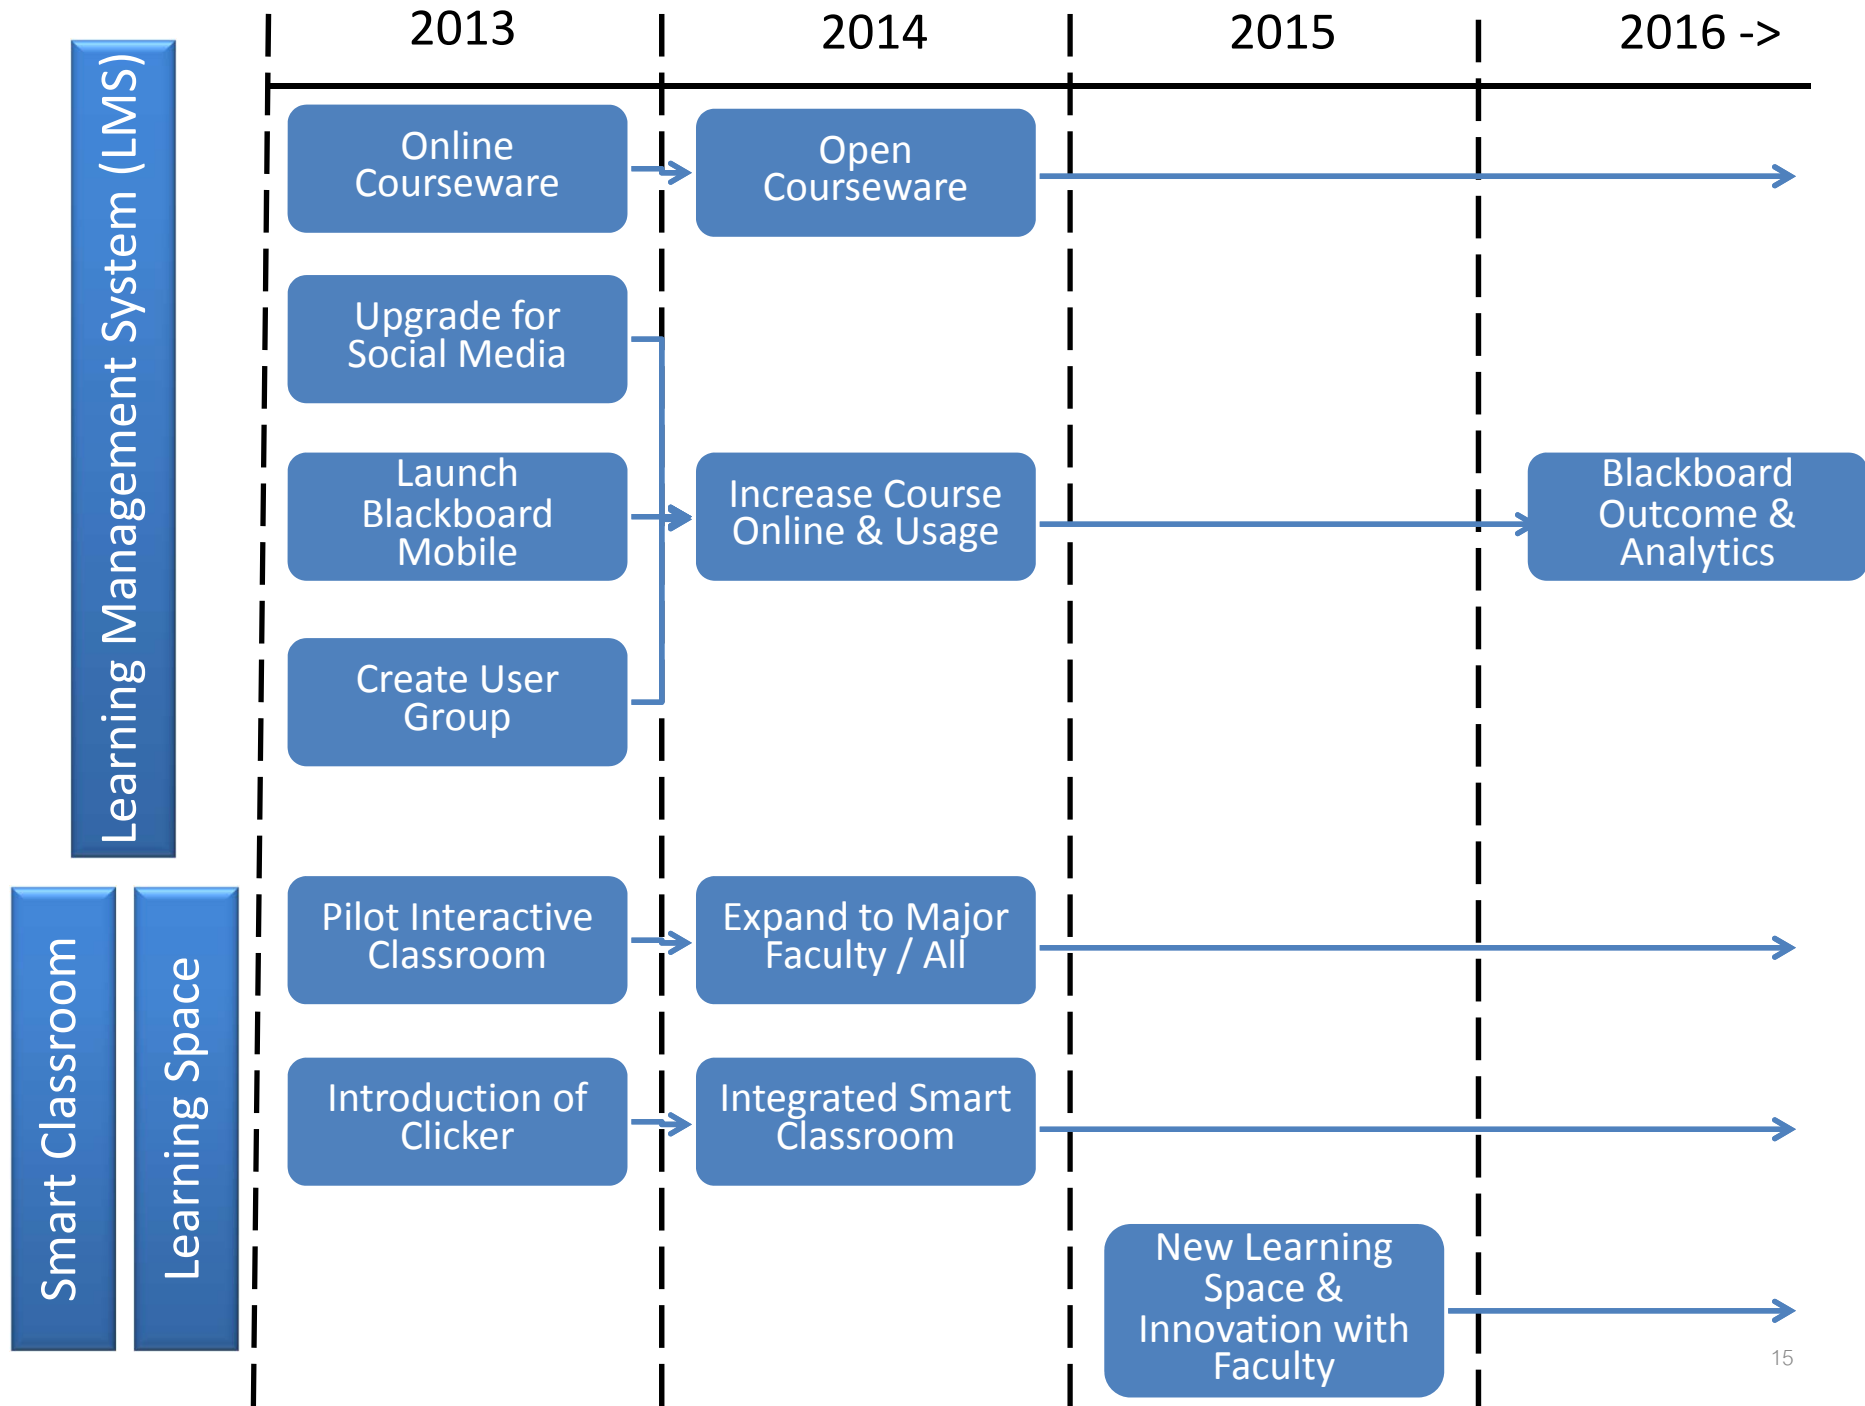 2013
2014
2015
2016 ->
Learning Management System (LMS)
Online
Courseware
Open
Courseware
Upgrade for
Social Media
Launch
Blackboard
Mobile
Increase Course
Online & Usage
Blackboard
Outcome &
Analytics
Create User
Group
Smart Classroom
Learning Space
Pilot Interactive
Classroom
Expand to Major
Faculty / All
Introduction of
Clicker
Integrated Smart
Classroom
New Learning
Space &
Innovation with
Faculty
15